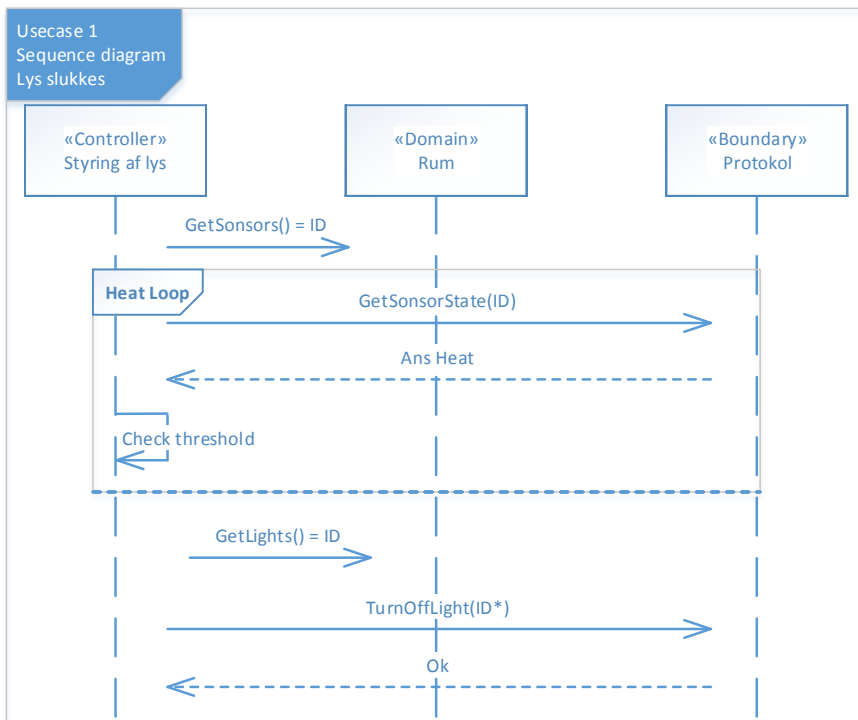 Usecase 1
Sequence diagram
Lys slukkes
«Controller»
Styring af lys
«Domain»
Rum
«Boundary»
Protokol
GetSonsors() = ID
Heat Loop
GetSonsorState(ID)
Ans Heat
Check threshold
GetLights() = ID
TurnOffLight(ID*)
Ok